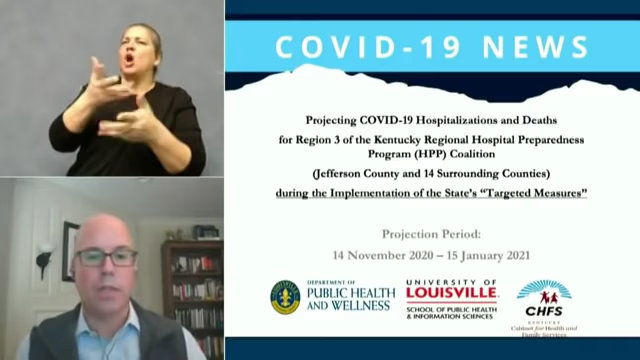 COVID-19 NEWS
Projecting COVID-19 Hospitalizations and Deaths
for Region 3 of the Kentucky Regional Hospital Preparedness
Program (HPP) Coalition
(Jefferson County and 14 Surrounding Counties)
during the Implementation of the State's “Targeted Measures”
Projection Period:
14 November 2020 – 15 January 2021
DEPARTMENT OF
PUBLIC HEALTH
AND WELLNESS
UNIVERSITY OF
LOUISVILLE.
SCHOOL OF PUBLIC HEALTH
& INFORMATION SCIENCES
CHFS
KENTUCKY
Cabinet for Health and
Family Services